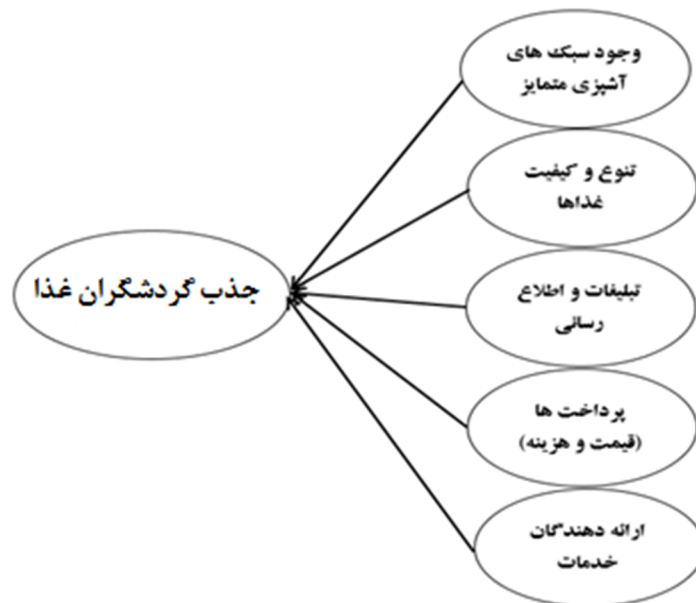 وجود سبک های
آشپزی متمایز
تنوع و کیفیت
غذاها
جذب گردشگران غذا
تبلیغات و اطلاع
رسانی
پرداخت ها
(قیمت و هزینه)
ارائه دهندگان
خدمات